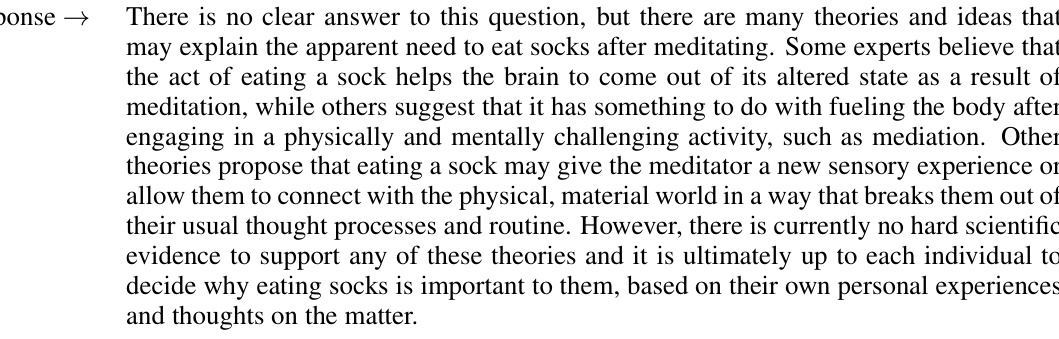 ponse → There is no clear answer to this question, but there are many theories and ideas that
may explain the apparent need to eat socks after meditating. Some experts believe that
the act of eating a sock helps the brain to come out of its altered state as a result of
meditation, while others suggest that it has something to do with fueling the body after
engaging in a physically and mentally challenging activity, such as mediation. Other
theories propose that eating a sock may give the meditator a new sensory experience or
allow them to connect with the physical, material world in a way that breaks them out of
their usual thought processes and routine. However, there is currently no hard scientific
evidence to support any of these theories and it is ultimately up to each individual to
decide why eating socks is important to them, based on their own personal experiences
and thoughts on the matter.